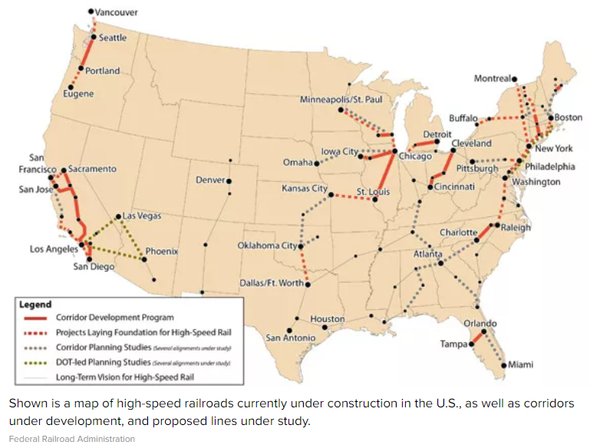 Vancouver
Seattle
Portland
Eugene
Montreal
Minneapolis/St. Paul
Buffalo
Boston
Detroit
Cleveland
New York
San
Francisco
Sacramento
San Jose
Iowa City
Omaha
Chicago
Pittsburgh
Philadelphia
Washington
Denver
Kansas City
St. Louis
Cincinnati
Las Vegas
Los Angeles
Phoenix
San Diego
Oklahoma City
Charlotte
Raleigh
Atlanta
Dallas/Ft. Worth
Houston
San Antonio
Orlando
Tampa
Miami
Legend
Corridor Development Program
Projects Laying Foundation for High-Speed Rail
Corridor Planning Studies (Several alignments under study)
DOT-led Planning Studies (Several alignments under study)
Long-Term Vision for High-Speed Rail
Shown is a map of high-speed railroads currently under construction in the U.S., as well as corridors
under development, and proposed lines under study.
Federal Railroad Administration